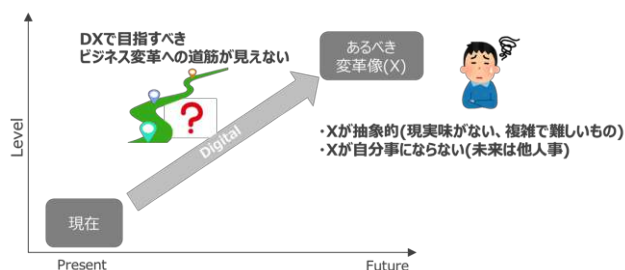 DXで目指すべき
ビジネス変革への道筋が見えない
あるべき
変革像(X)
?
Digital
・Xが抽象的(現実味がない、複雑で難しいもの)
・Xが自分事にならない(未来は他人事)
Level
現在
Present
Future